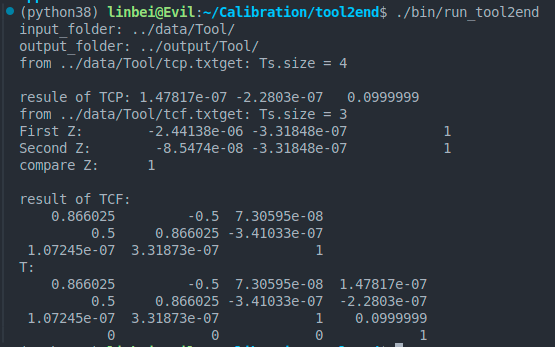 (python38) linbei@Evil:~/Calibration/tool2end$ ./bin/run_tool2end
input_folder: ../data/Tool/
output_folder: ../output/Tool/
from ../data/Tool/tcp.txtget: Ts.size = 4
resule of TCP: 1.47817e-07 -2.2803e-07 0.0999999
from ../data/Tool/tcf.txtget: Ts.size = 3
First Z: -2.44138e-06 -3.31848e-07 1
Second Z: -8.5474e-08 -3.31848e-07 1
compare Z: 1
result of TCF:
0.866025 -0.5 7.30595e-08
0.5 0.866025 -3.41033e-07
1.07245e-07 3.31873e-07 1
T:
0.866025 -0.5 7.30595e-08 1.47817e-07
0.5 0.866025 -3.41033e-07 -2.2803e-07
1.07245e-07 3.31873e-07 1 0.0999999
0 0 0 1